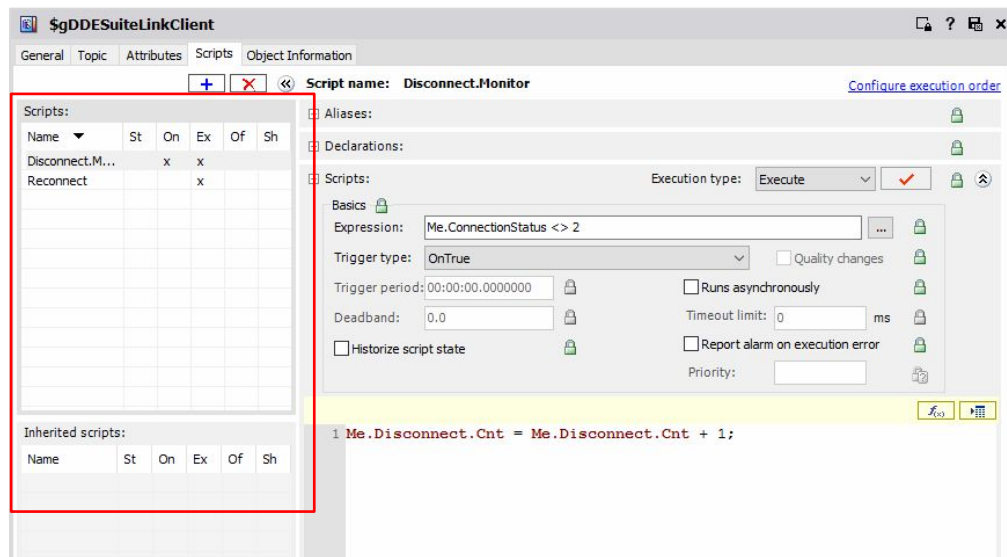 $gDDESuiteLinkClient
?
General Topic Attributes Scripts Object Information
Script name: Disconnect.Monitor
Configure execution order
Scripts:
Name St On Ex Of Sh
Disconnect.M... x x
Reconnect x
Inherited scripts:
Name St On Ex Of Sh
Aliases:
Declarations:
Scripts: Execution type: Execute
Basics
Expression: Me.ConnectionStatus <> 2 ...
Trigger type: OnTrue Quality changes
Trigger period: 00:00:00.0000000 Runs asynchronously
Deadband: 0.0 Timeout limit: 0 ms
Historize script state Report alarm on execution error
Priority:
f(x)
1 Me.Disconnect.Cnt = Me.Disconnect.Cnt + 1;